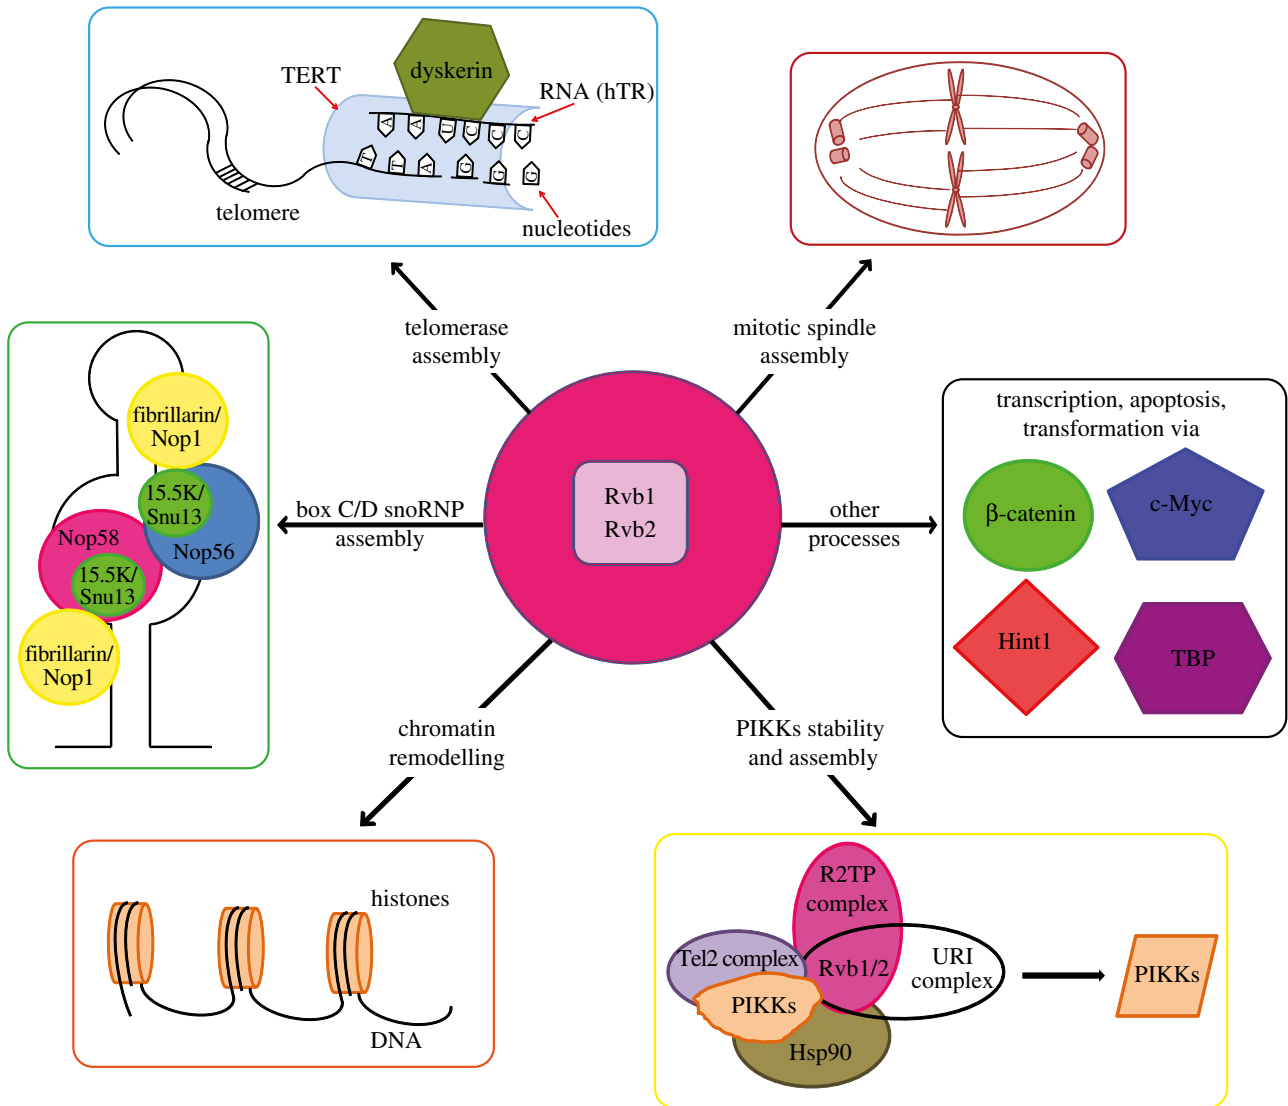 dyskerin
TERT
RNA (hTR)
A
A
U
C
C
C
T
T
A
G
G
G
telomere
nucleotides
telomerase
assembly
mitotic spindle
assembly
fibrillarin/
Nop1
15.5K/
Snu13
Nop58
Nop56
15.5K/
Snu13
fibrillarin/
Nop1
box C/D snoRNP
assembly
Rvb1
Rvb2
other
processes
transcription, apoptosis,
transformation via
β-catenin
c-Myc
Hint1
TBP
chromatin
remodelling
PIKKs stability
and assembly
histones
DNA
R2TP
complex
Tel2 complex
Rvb1/2
URI
complex
PIKKs
Hsp90
PIKKs